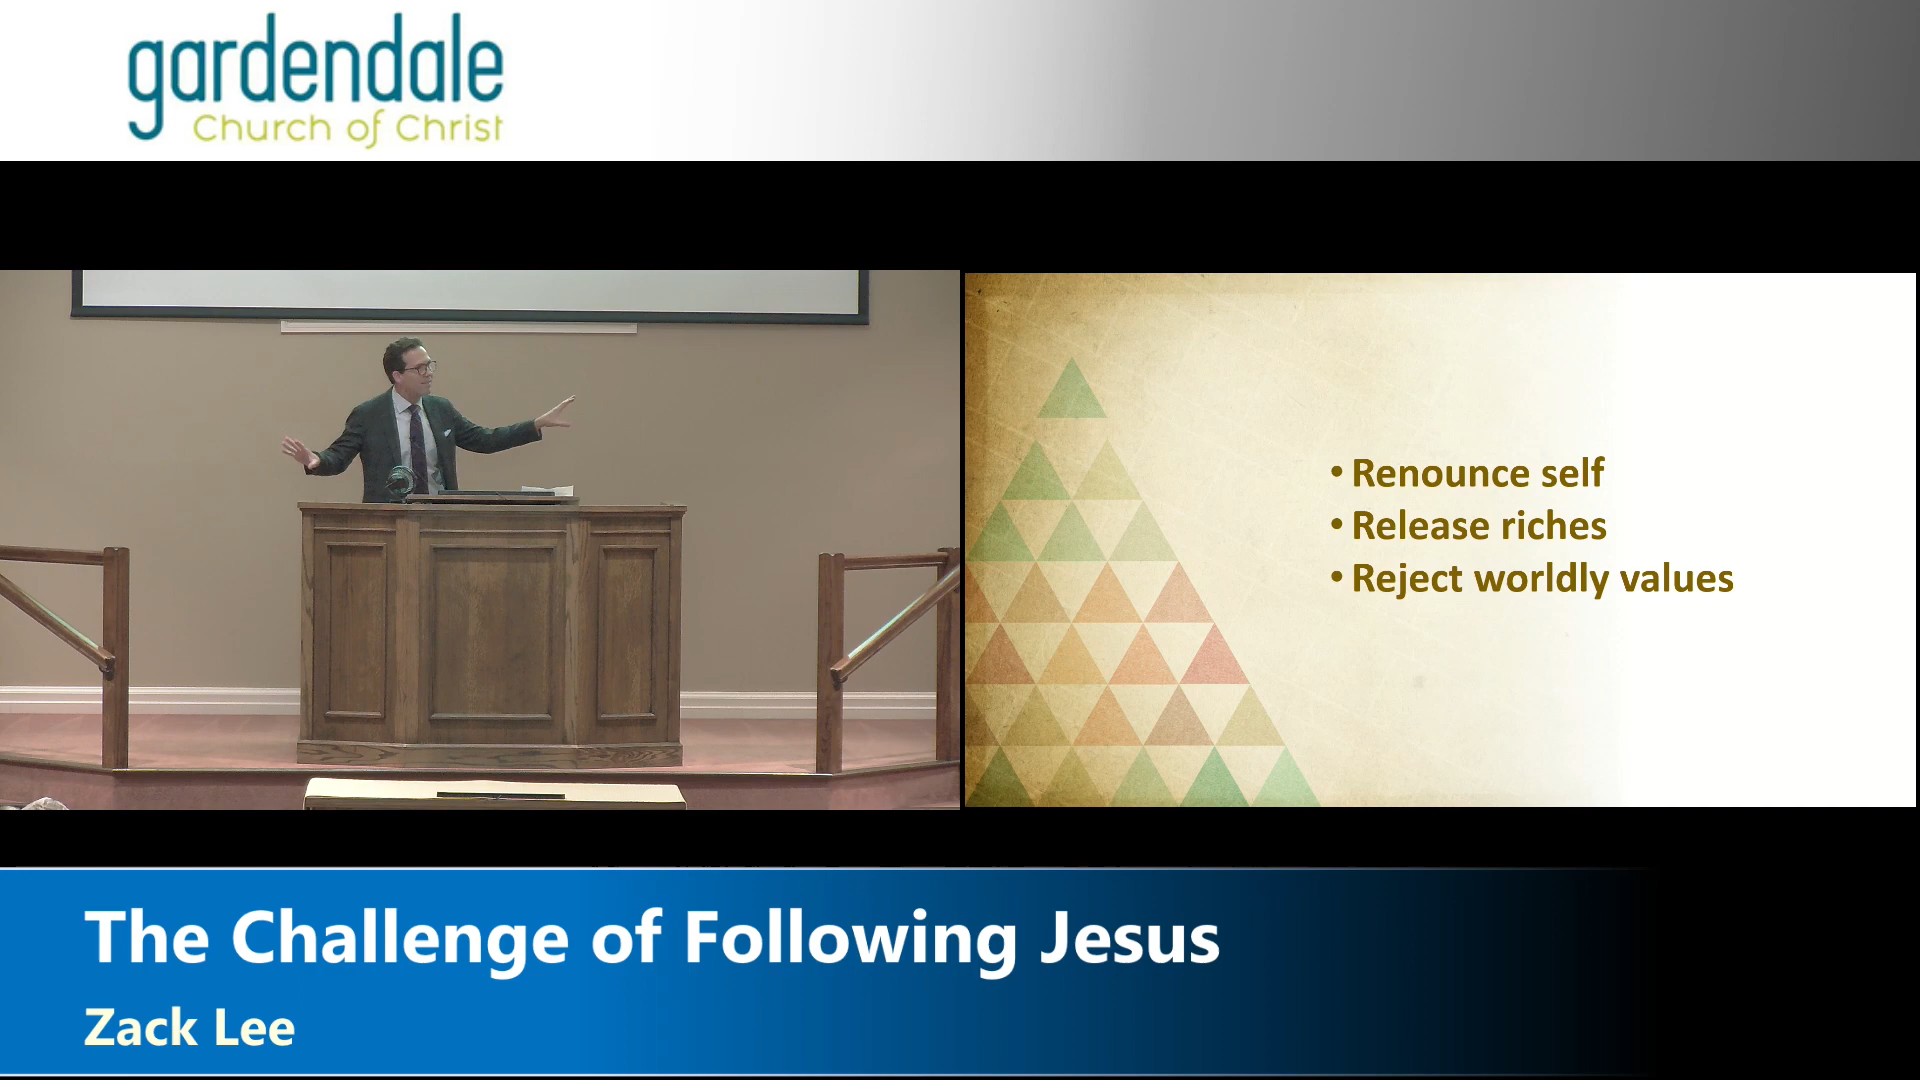 gardendale
Church of Christ
• Renounce self
• Release riches
• Reject worldly values
The Challenge of Following Jesus
Zack Lee